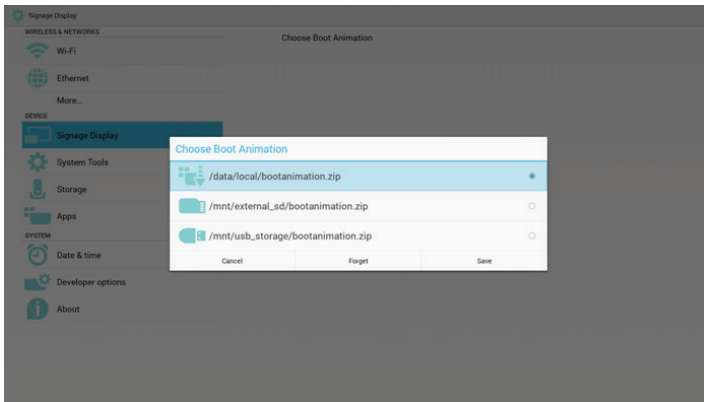 Signage Display
WIRELESS & NETWORKS
Choose Boot Animation
Wi-Fi
Ethernet
More...
DEVICE
Signage Display
System Tools
Storage
Apps
SYSTEM
Date & time
Developer options
About
Choose Boot Animation
/data/local/bootanimation.zip
/mnt/external_sd/bootanimation.zip
/mnt/usb_storage/bootanimation.zip
Cancel
Forget
Save